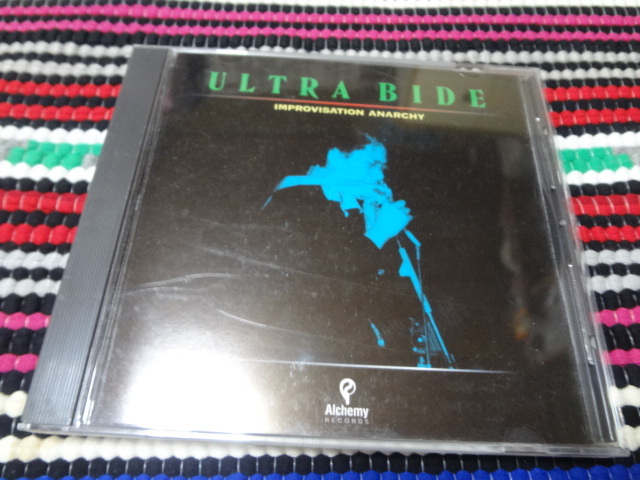 ULTRA BIDE
IMPROVISATION ANARCHY
Alchemy
RECORDS